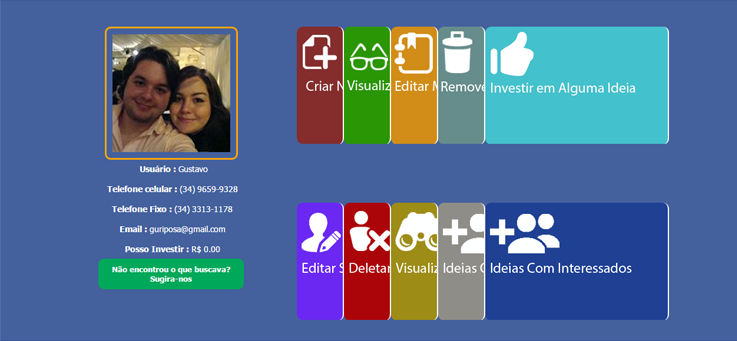 Usuário : Gustavo
Telefone celular : (34) 9659-9328
Telefone Fixo : (34) 3313-1178
Email : guriposa@gmail.com
Posso Investir : R$ 0.00
Não encontrou o que buscava?
Sugira-nos
Criar N
Visualiz
Editar M
Remove
Investir em Alguma Ideia
Editar S
Deletar
Visualiz
Ideias C
Ideias Com Interessados